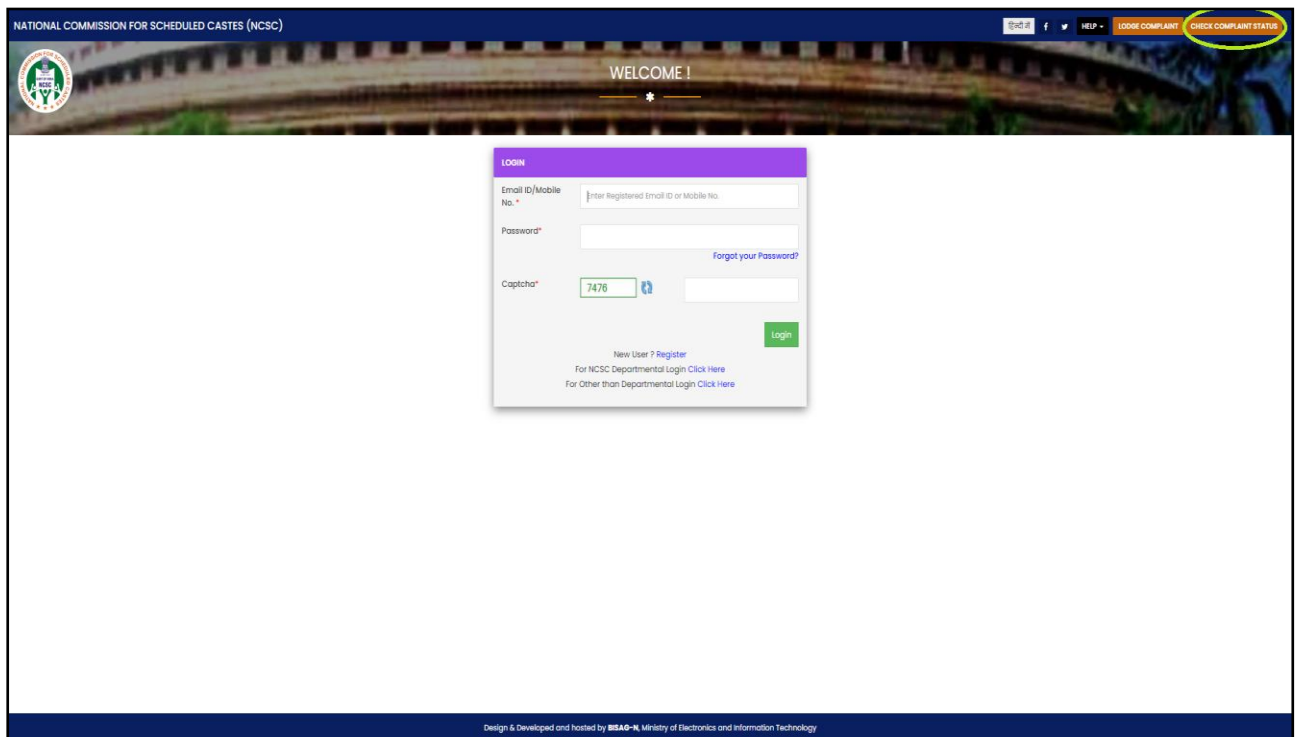 NATIONAL COMMISSION FOR SCHEDULED CASTES (NCSC)
हिन्दी में HELP LODGE COMPLAINT CHECK COMPLAINT STATUS
NCSC
WELCOME !
LOGIN
Email ID/Mobile No. *
Enter Registered Email ID or Mobile No.
Password*
Forgot your Password?
Captcha*
7476
Login
New User ? Register
For NCSC Departmental Login Click Here
For Other than Departmental Login Click Here
Design & Developed and hosted by BISAG-N, Ministry of Electronics and Information Technology